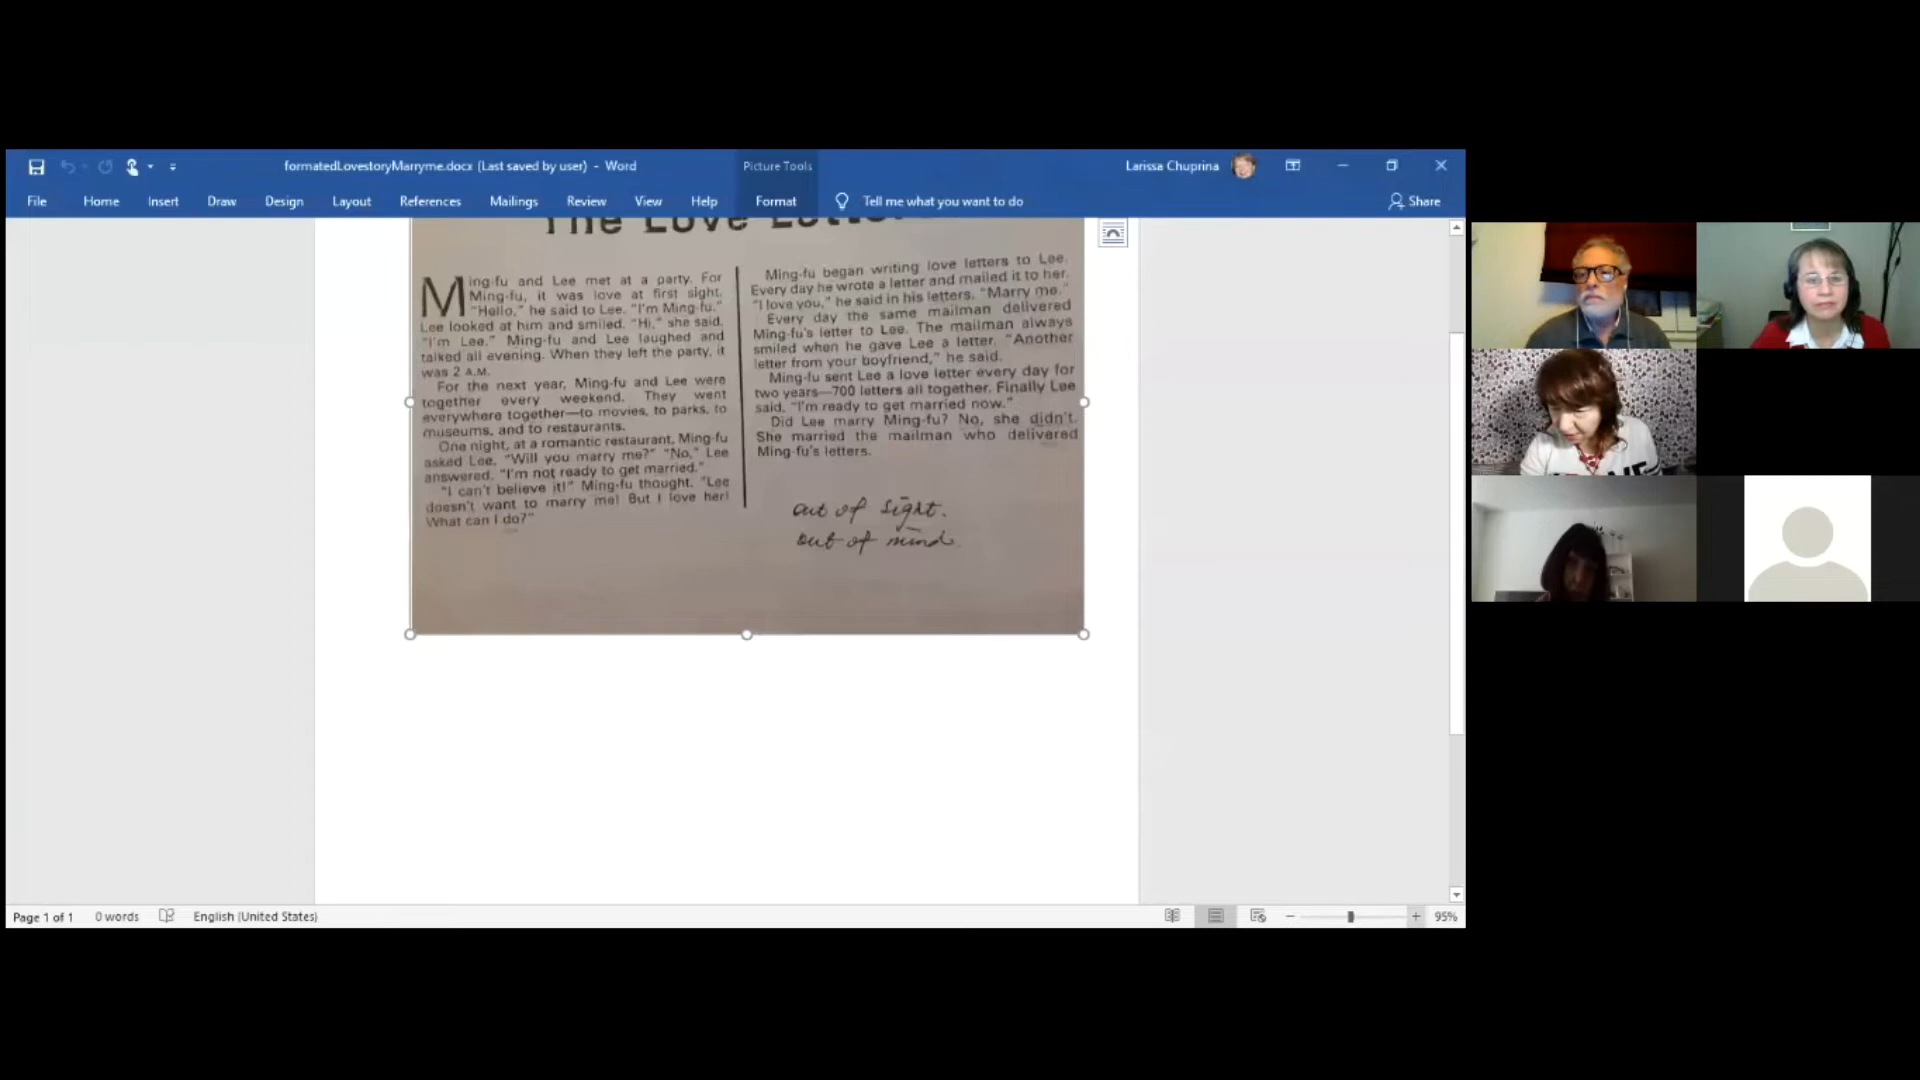 formatedLovestoryMarryme.docx (Last saved by user) - Word
Picture Tools
Larissa Chuprina
File
Home
Insert
Draw
Design
Layout
References
Mailings
Review
View
Help
Format
Tell me what you want to do
Share
The Love Lette
Ming-fu and Lee met at a party. For
Ming-fu, it was love at first sight.
"Hello," he said to Lee. "I'm Ming-fu."
Lee looked at him and smiled. "Hi," she said.
"I'm Lee." Ming-fu and Lee laughed and
talked all evening. When they left the party, it
was 2 A.M.
For the next year, Ming-fu and Lee were
together every weekend. They went
everywhere together—to movies, to parks, to
museums, and to restaurants.
One night, at a romantic restaurant, Ming-fu
asked Lee, "Will you marry me?" "No," Lee
answered. "I'm not ready to get married."
"I can't believe it!" Ming-fu thought. "Lee
doesn't want to marry me! But I love her!
What can I do?"
Ming-fu began writing love letters to Lee.
Every day he wrote a letter and mailed it to her.
"I love you," he said in his letters. "Marry me."
Every day the same mailman delivered
Ming-fu's letter to Lee. The mailman always
smiled when he gave Lee a letter. "Another
letter from your boyfriend," he said.
Ming-fu sent Lee a love letter every day for
two years—700 letters all together. Finally Lee
said, "I'm ready to get married now."
Did Lee marry Ming-fu? No, she didn't.
She married the mailman who delivered
Ming-fu's letters.
out of sight.
out of mind.
Page 1 of 1
0 words
English (United States)
95%